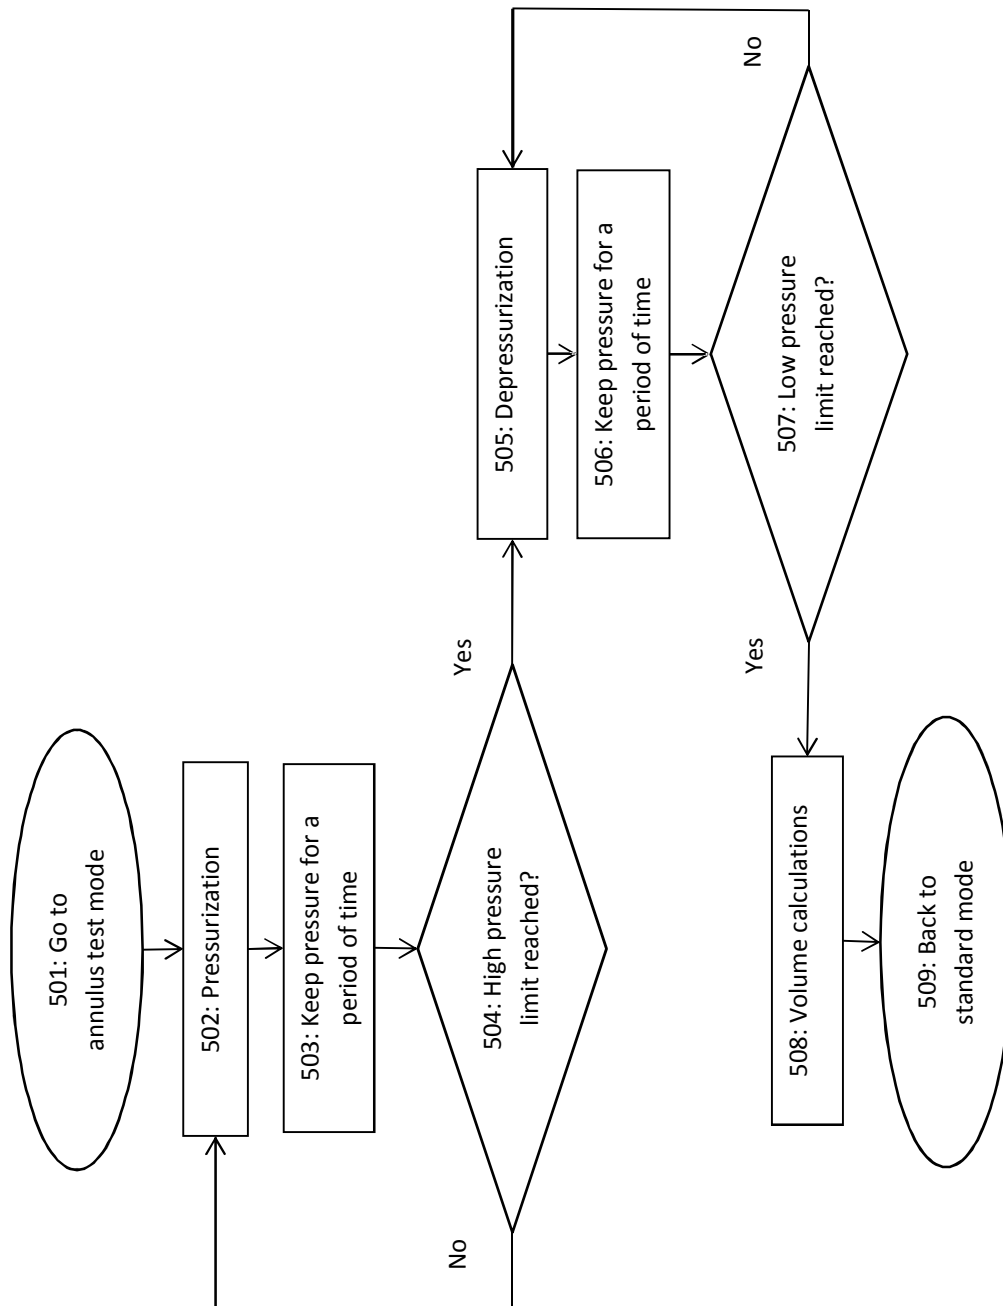 501: Go to
annulus test mode
502: Pressurization
503: Keep pressure for a
period of time
504: High pressure
limit reached?
No
Yes
505: Depressurization
506: Keep pressure for a
period of time
507: Low pressure
limit reached?
No
Yes
508: Volume calculations
509: Back to
standard mode